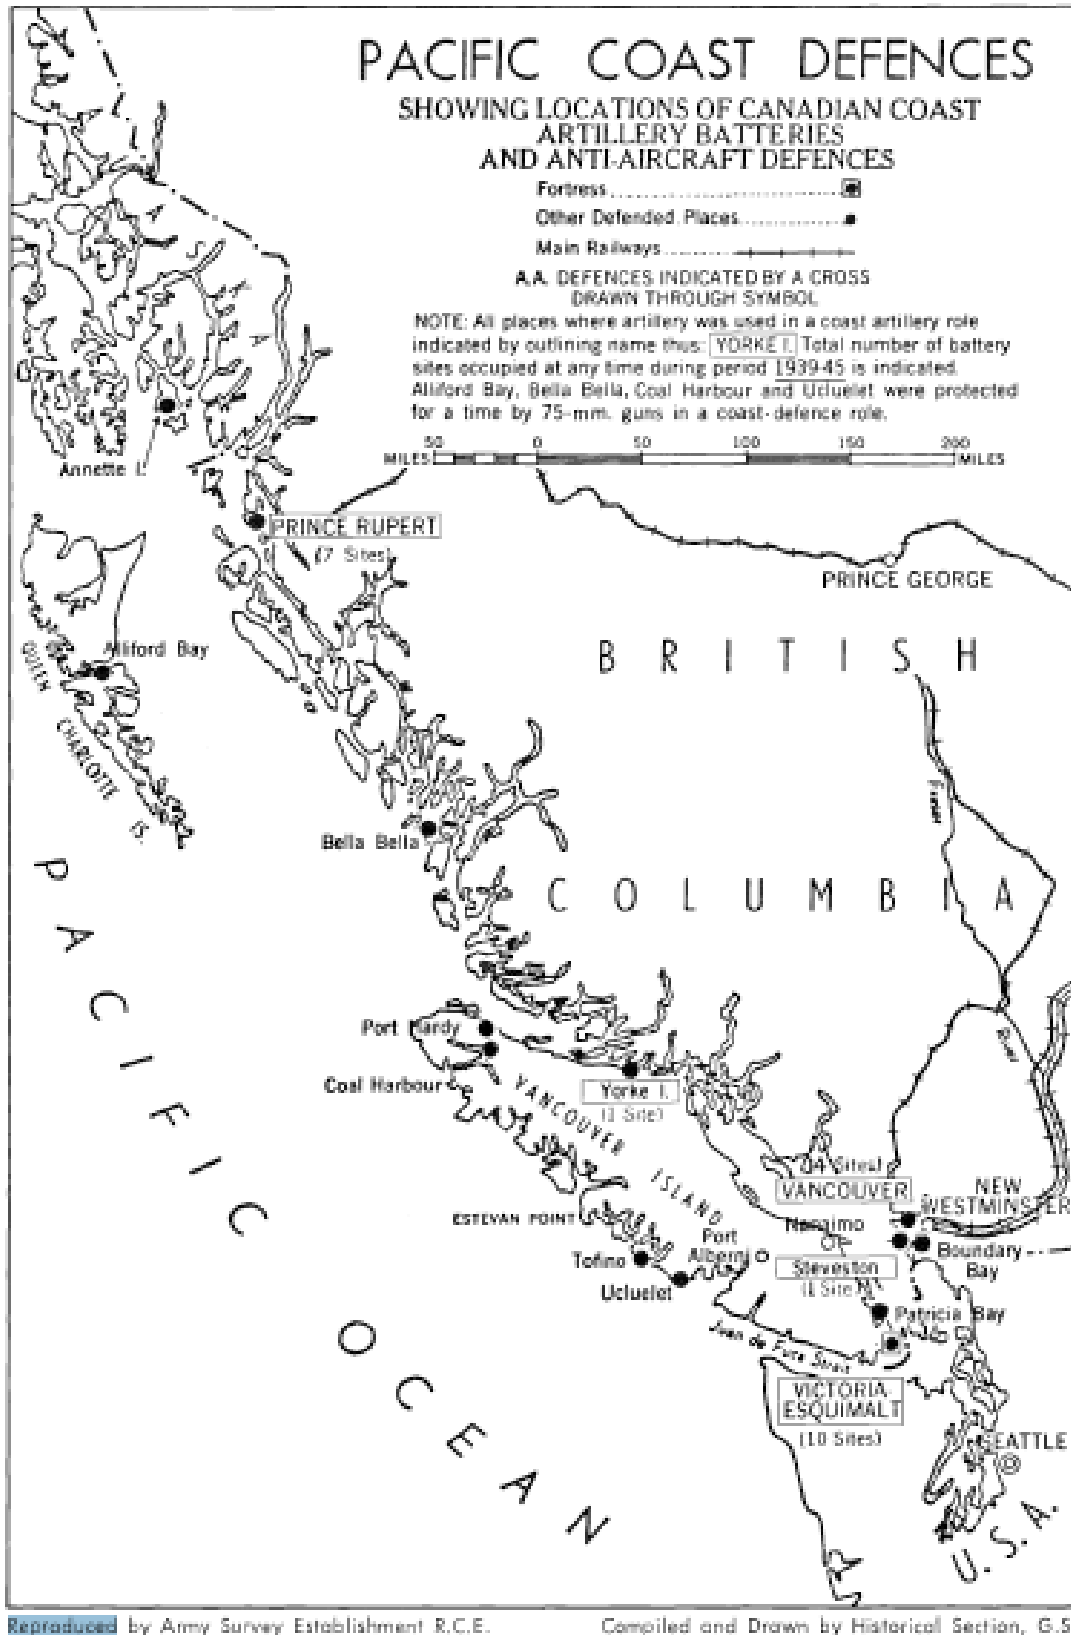 PACIFIC COAST DEFENCES
SHOWING LOCATIONS OF CANADIAN COAST
ARTILLERY BATTERIES
AND ANTI-AIRCRAFT DEFENCES
Fortress
Other Defended Places
Main Railways
A.A. DEFENCES INDICATED BY A CROSS
DRAWN THROUGH SYMBOL
NOTE: All places where artillery was used in a coast artillery role
indicated by outlining name thus: YORKE I. Total number of battery
sites occupied at any time during period 1939-45 is indicated.
Alliford Bay, Bella Bella, Coal Harbour and Ucluelet were protected
for a time by 75-mm. guns in a coast-defence role.
50 0 50 100 150 200
MILES MILES
ALASKA
Annette I.
PRINCE RUPERT
(7 Sites)
PRINCE GEORGE
BRITISH
Alliford Bay
QUEEN CHARLOTTE IS.
Fraser
Bella Bella
COLUMBIA
PACIFIC OCEAN
Port Hardy
River
Coal Harbour
Yorke I.
(1 Site)
VANCOUVER ISLAND
(4 Sites)
VANCOUVER
NEW
WESTMINSTER
ESTEVAN POINT
Nanaimo
Port
Alberni
Tofino
Steveston
(1 Site)
Boundary
Bay
Ucluelet
Patricia Bay
Juan de Fuca Strait
VICTORIA-
ESQUIMALT
(10 Sites)
SEATTLE
U.S.A.
Reproduced by Army Survey Establishment R.C.E.
Compiled and Drawn by Historical Section, G.S